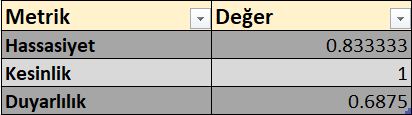 Metrik Değer
Hassasiyet 0.833333
Kesinlik 1
Duyarlılık 0.6875